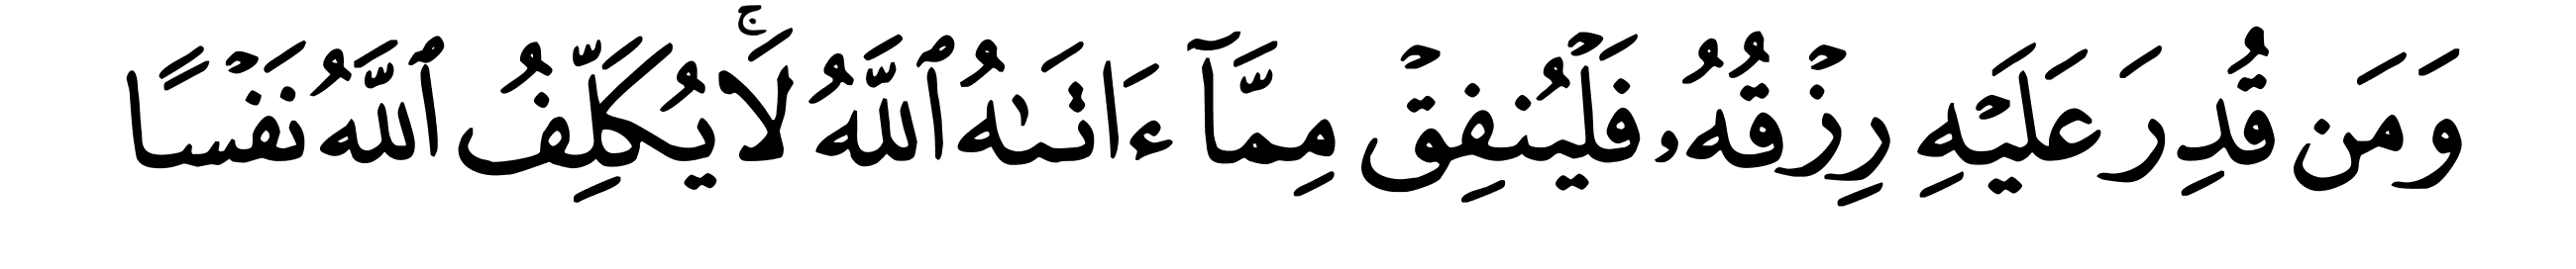 وَمَن قُدِرَ عَلَيْهِ رِزْقُهُۥ فَلْيُنفِقْ مِمَّآ ءَاتَىٰهُ ٱللَّهُ ۚ لَا يُكَلِّفُ ٱللَّهُ نَفْسًا